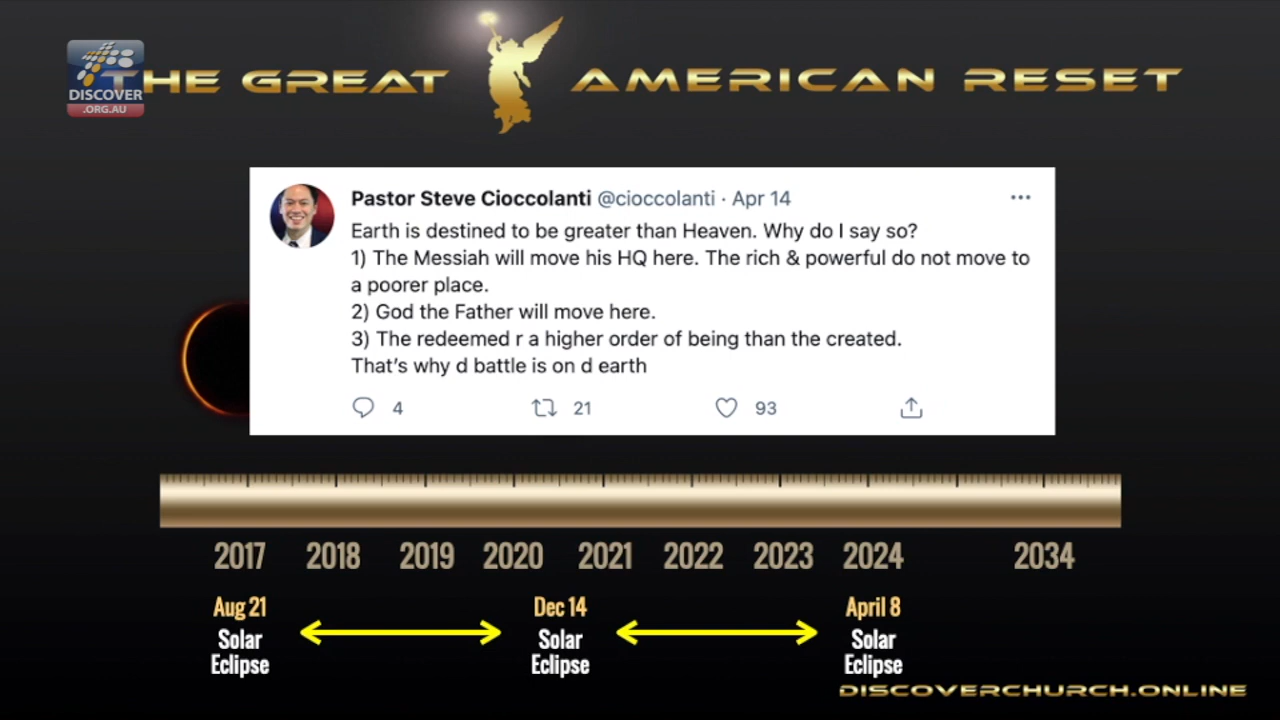 THE GREAT AMERICAN RESET
DISCOVER
.ORG.AU
Pastor Steve Cioccolanti @cioccolanti · Apr 14
Earth is destined to be greater than Heaven. Why do I say so?
1) The Messiah will move his HQ here. The rich & powerful do not move to
a poorer place.
2) God the Father will move here.
3) The redeemed r a higher order of being than the created.
That's why d battle is on d earth
4 21 93
2017 2018 2019 2020 2021 2022 2023 2024 2034
Aug 21 Dec 14 April 8
Solar Solar Solar
Eclipse Eclipse Eclipse
DISCOVERCHURCH.ONLINE